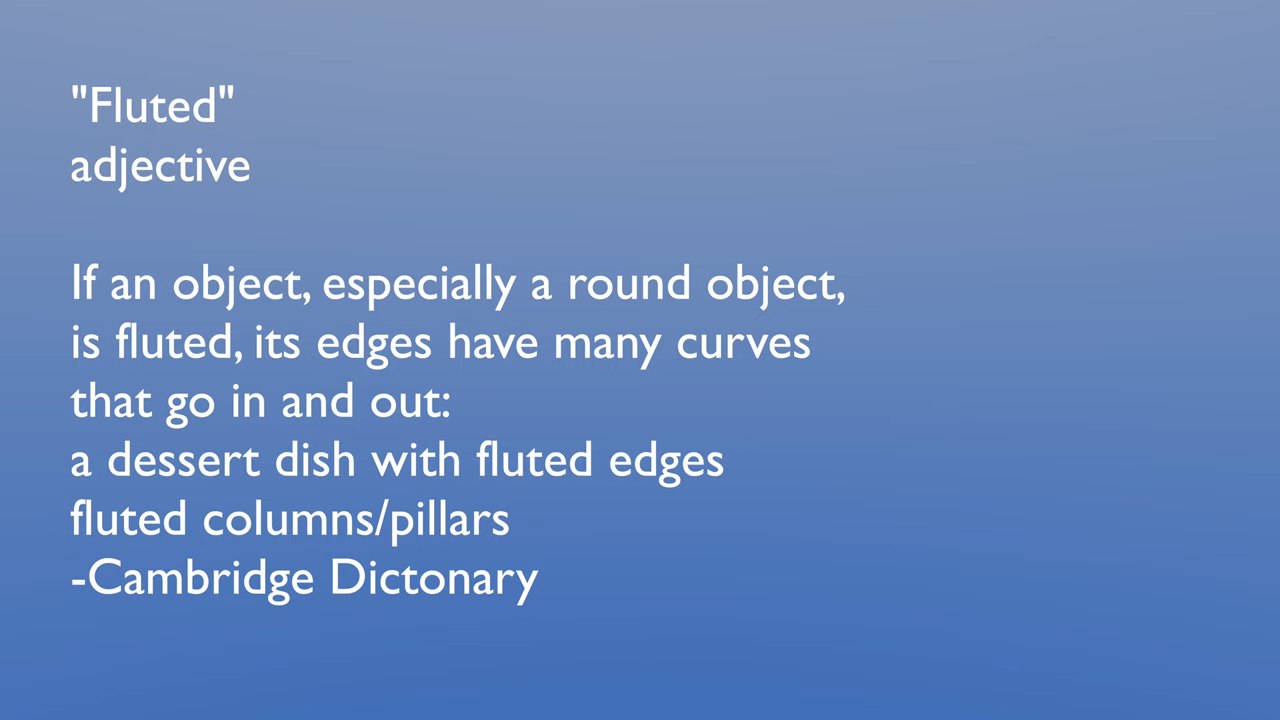 "Fluted"
adjective
If an object, especially a round object,
is fluted, its edges have many curves
that go in and out:
a dessert dish with fluted edges
fluted columns/pillars
-Cambridge Dictonary